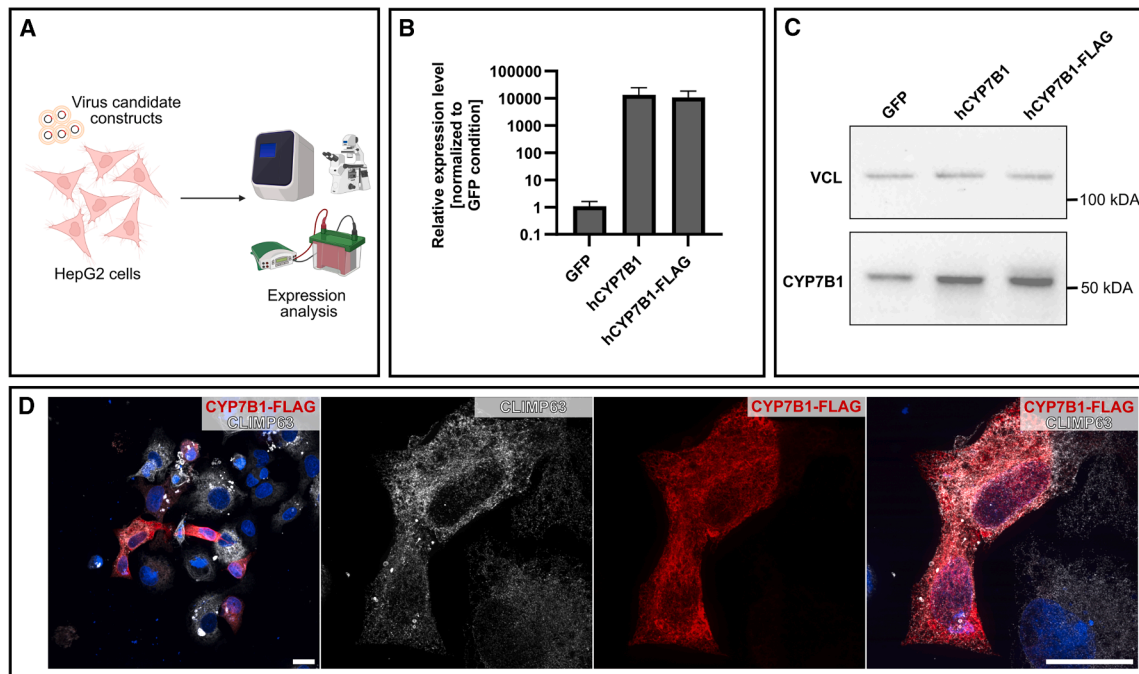 A
Virus candidate
constructs
HepG2 cells
Expression
analysis
B
Relative expression level
[normalized to
GFP condition]
100000
10000
1000
100
10
1
0.1
GFP
hCYP7B1
hCYP7B1-FLAG
C
GFP
hCYP7B1
hCYP7B1-FLAG
VCL
100 kDA
CYP7B1
50 kDA
D
CYP7B1-FLAG
CLIMP63
CLIMP63
CYP7B1-FLAG
CYP7B1-FLAG
CLIMP63